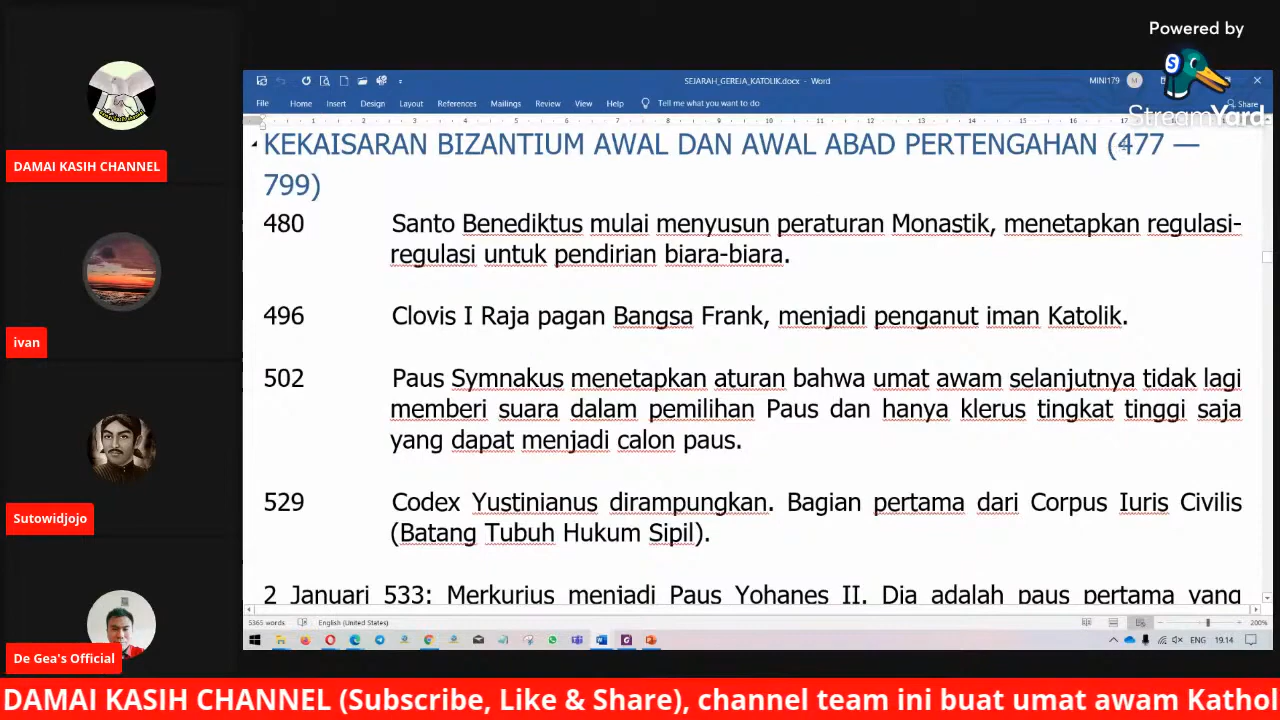 Powered by
StreamYard
SEJARAH_GEREJA_KATOLIK.docx - Word
MINI179
M
File Home Insert Design Layout References Mailings Review View Help Tell me what you want to do
Share
KEKAISARAN BIZANTIUM AWAL DAN AWAL ABAD PERTENGAHAN (477 —
799)
480 Santo Benediktus mulai menyusun peraturan Monastik, menetapkan regulasi-
regulasi untuk pendirian biara-biara.
496 Clovis I Raja pagan Bangsa Frank, menjadi penganut iman Katolik.
502 Paus Symnakus menetapkan aturan bahwa umat awam selanjutnya tidak lagi
memberi suara dalam pemilihan Paus dan hanya klerus tingkat tinggi saja
yang dapat menjadi calon paus.
529 Codex Yustinianus dirampungkan. Bagian pertama dari Corpus Iuris Civilis
(Batang Tubuh Hukum Sipil).
2 Januari 533: Merkurius menjadi Paus Yohanes II. Dia adalah paus pertama yang
5365 words English (United States) 200%
ENG 19.14
DAMAI KASIH CHANNEL
ivan
Sutowidjojo
De Gea's Official
DAMAI KASIH CHANNEL (Subscribe, Like & Share), channel team ini buat umat awam Kathol